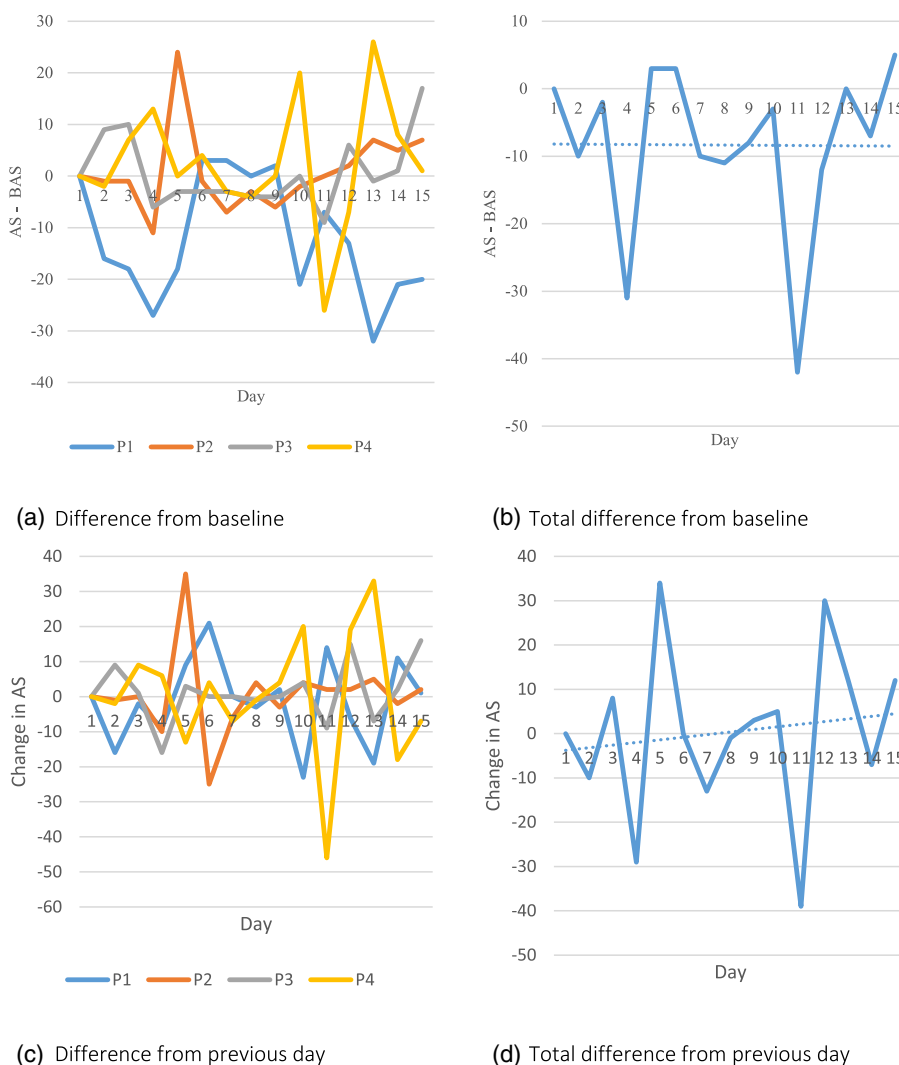 30
20
10
0
-10
-20
-30
-40
AS - BAS
1 2 3 4 5 6 7 8 9 10 11 12 13 14 15
Day
P1 P2 P3 P4
(a) Difference from baseline
10
0
-10
-20
-30
-40
-50
AS - BAS
1 2 3 4 5 6 7 8 9 10 11 12 13 14 15
Day
(b) Total difference from baseline
40
30
20
10
0
-10
-20
-30
-40
-50
-60
Change in AS
1 2 3 4 5 6 7 8 9 10 11 12 13 14 15
Day
P1 P2 P3 P4
(c) Difference from previous day
40
30
20
10
0
-10
-20
-30
-40
-50
Change in AS
1 2 3 4 5 6 7 8 9 10 11 12 13 14 15
Day
(d) Total difference from previous day